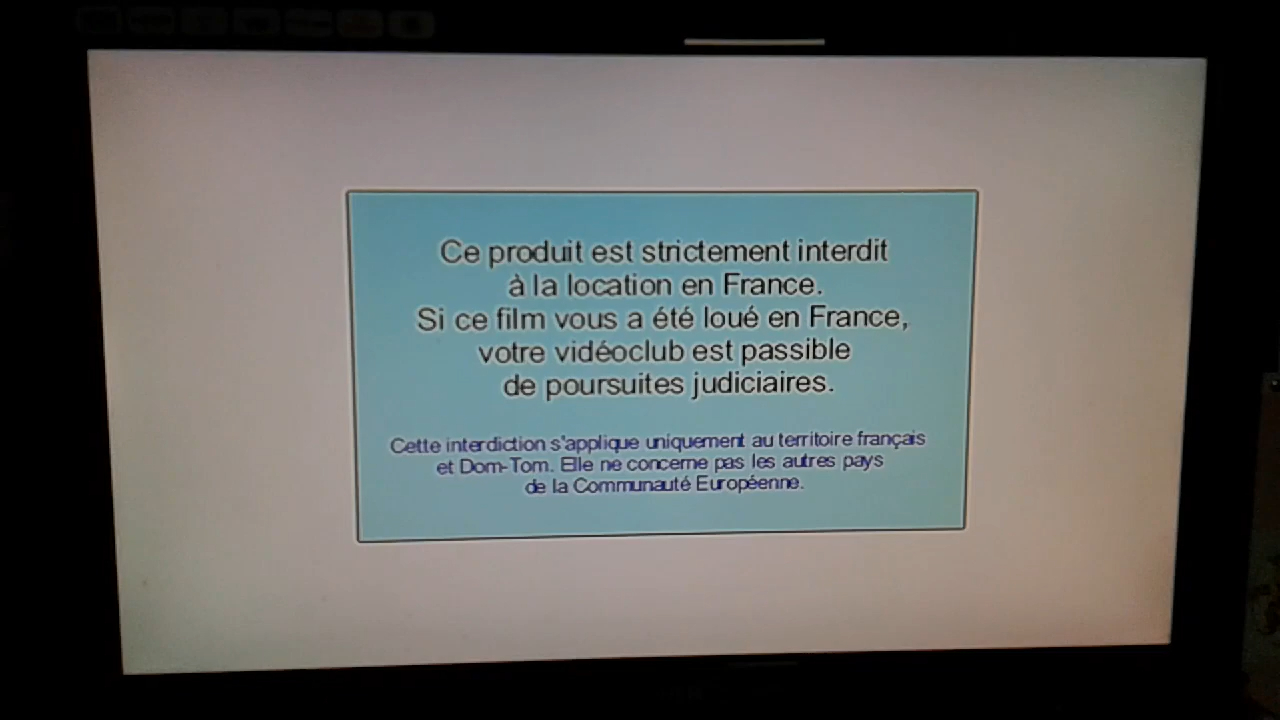 Ce produit est strictement interdit
à la location en France.
Si ce film vous a été loué en France,
votre vidéoclub est passible
de poursuites judiciaires.
Cette interdiction s'applique uniquement au territoire français
et Dom-Tom. Elle ne concerne pas les autres pays
de la Communauté Européenne.